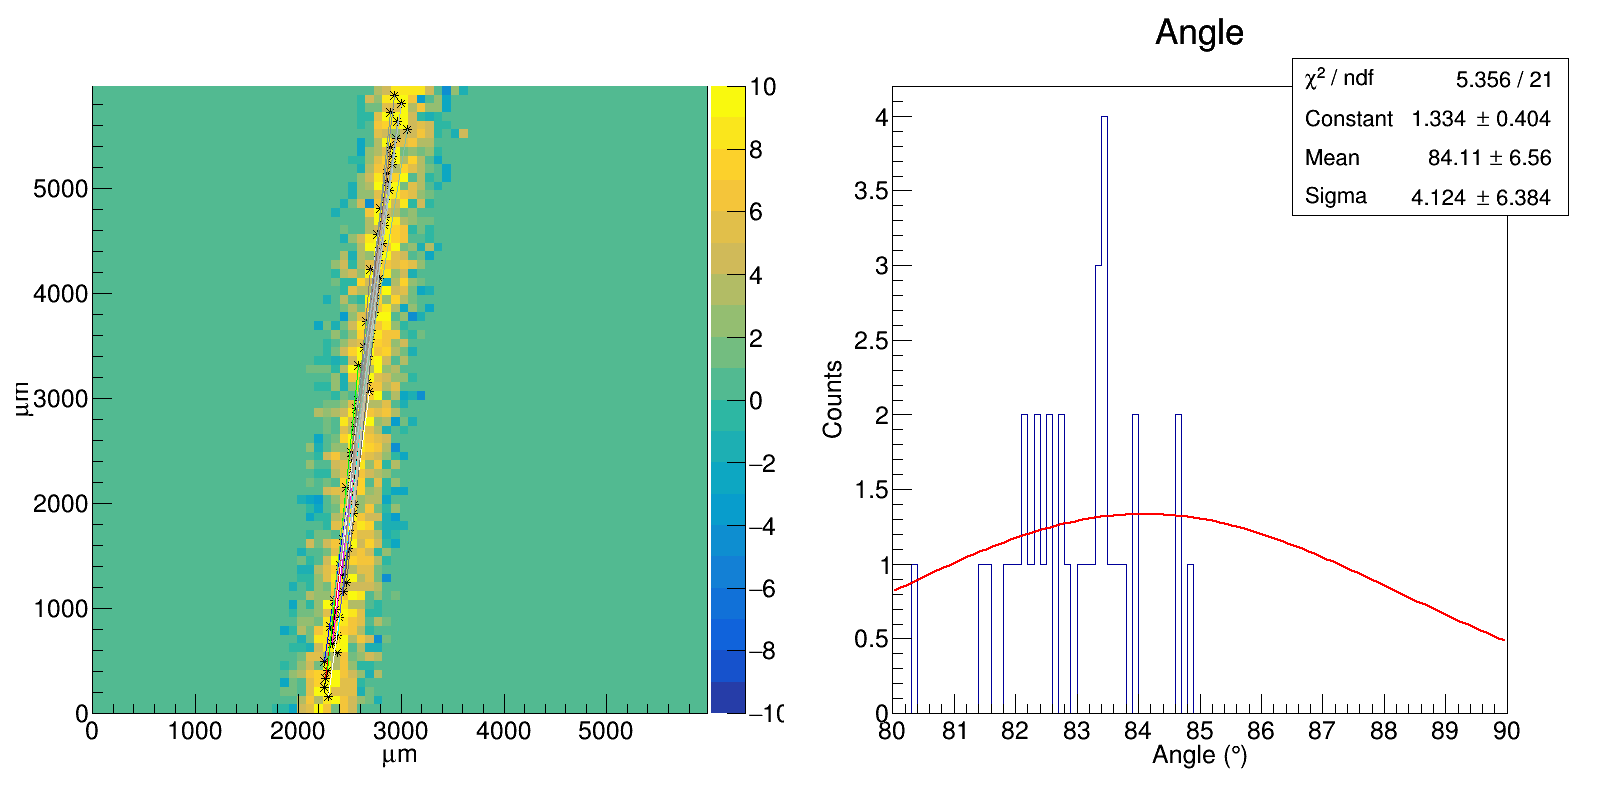 Angle
χ² / ndf 5.356 / 21
Constant 1.334 ± 0.404
Mean 84.11 ± 6.56
Sigma 4.124 ± 6.384
μm
5000
4000
3000
2000
1000
0
0 1000 2000 3000 4000 5000
μm
10
8
6
4
2
0
−2
−4
−6
−8
−10
Counts
4
3.5
3
2.5
2
1.5
1
0.5
0
80 81 82 83 84 85 86 87 88 89 90
Angle (°)